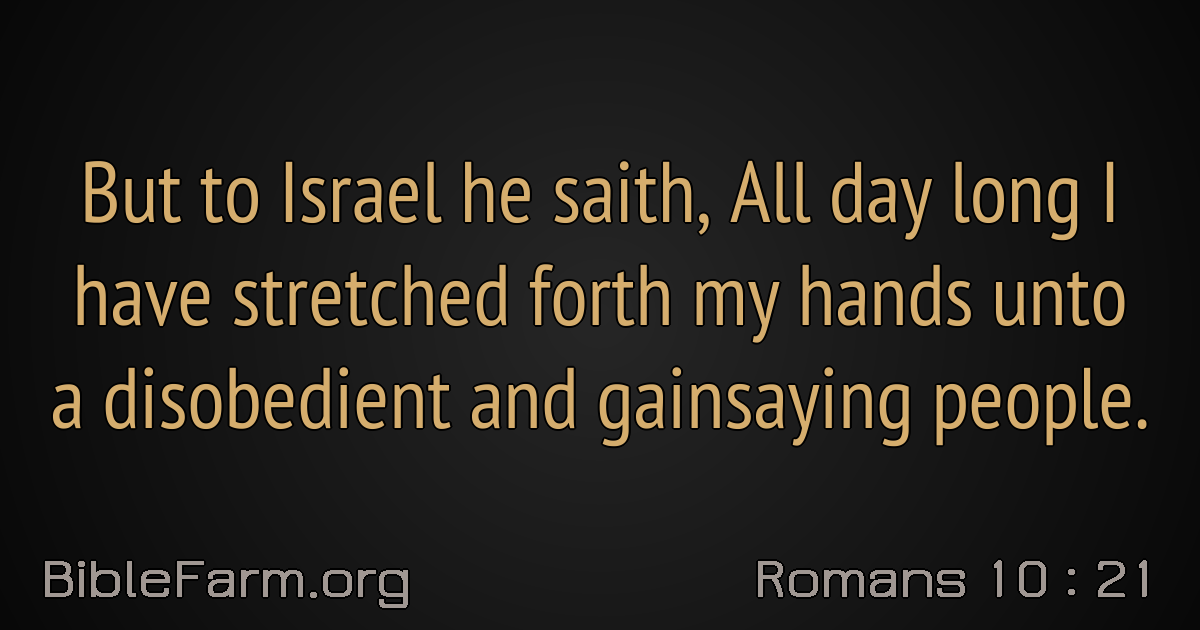 But to Israel he saith, All day long I
have stretched forth my hands unto
a disobedient and gainsaying people.
BibleFarm.org
Romans 10 : 21